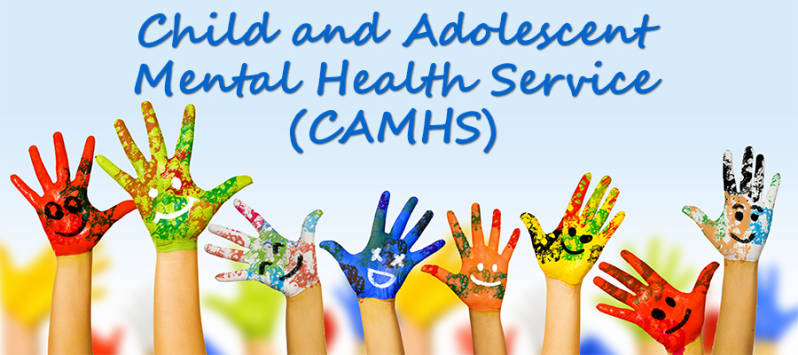 Child and Adolescent
Mental Health Service
(CAMHS)